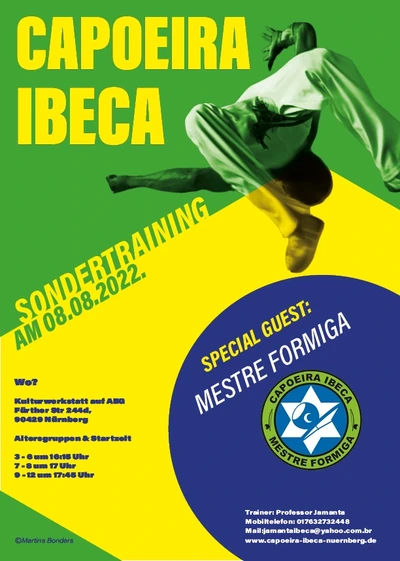 CAPOEIRA
IBECA
SONDERTRAINING
AM 08.08.2022.
SPECIAL GUEST:
MESTRE FORMIGA
CAPOEIRA IBECA
MESTRE FORMIGA
Wo?
Kulturwerkstatt auf AEG
Fürther Str 244d,
90429 Nürnberg
Altersgruppen & Startzeit
3 - 6 um 16:15 Uhr
7 - 8 um 17 Uhr
9 - 12 um 17:45 Uhr
©Martins Bonders
Trainer: Professor Jamanta
Mobiltelefon: 017632732448
Mail:jamantaibeca@yahoo.com.br
www.capoeira-ibeca-nuernberg.de